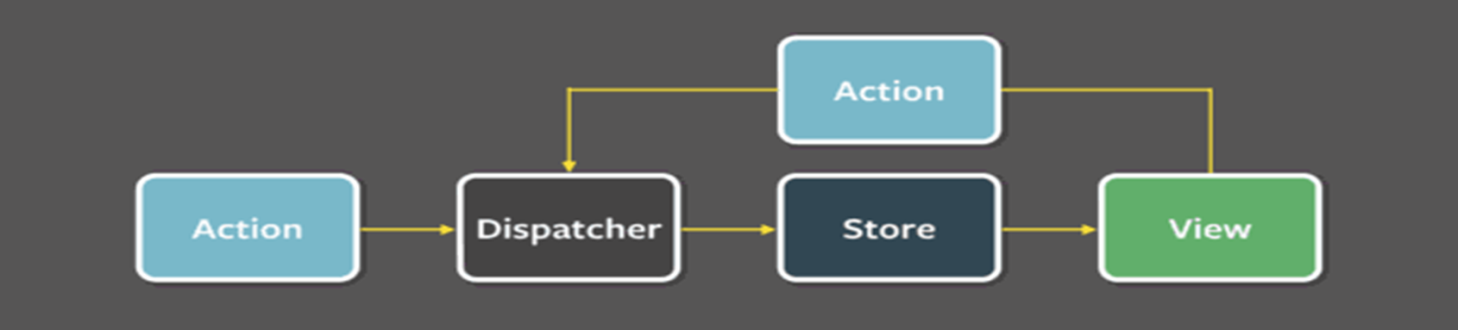 Action
Action
Dispatcher
Store
View